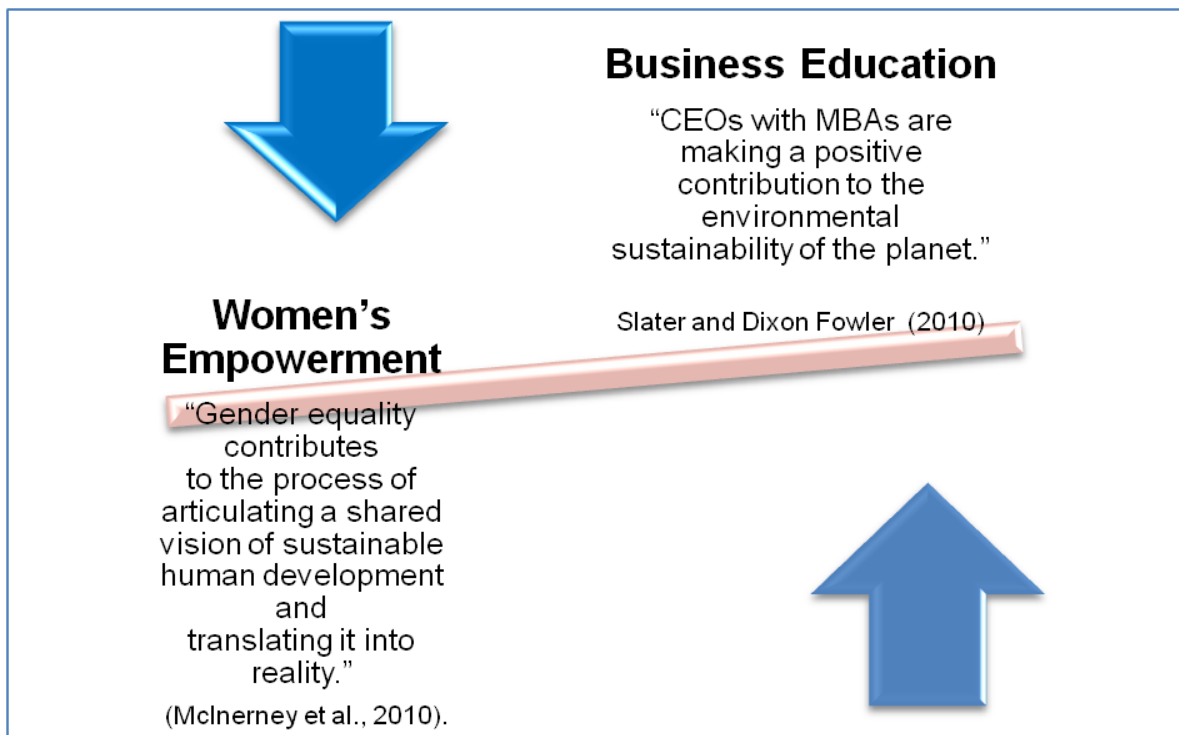 Business Education
“CEOs with MBAs are
making a positive
contribution to the
environmental
sustainability of the planet.”
Slater and Dixon Fowler (2010)
Women’s
Empowerment
“Gender equality
contributes
to the process of
articulating a shared
vision of sustainable
human development
and
translating it into
reality.”
(McInerney et al., 2010).